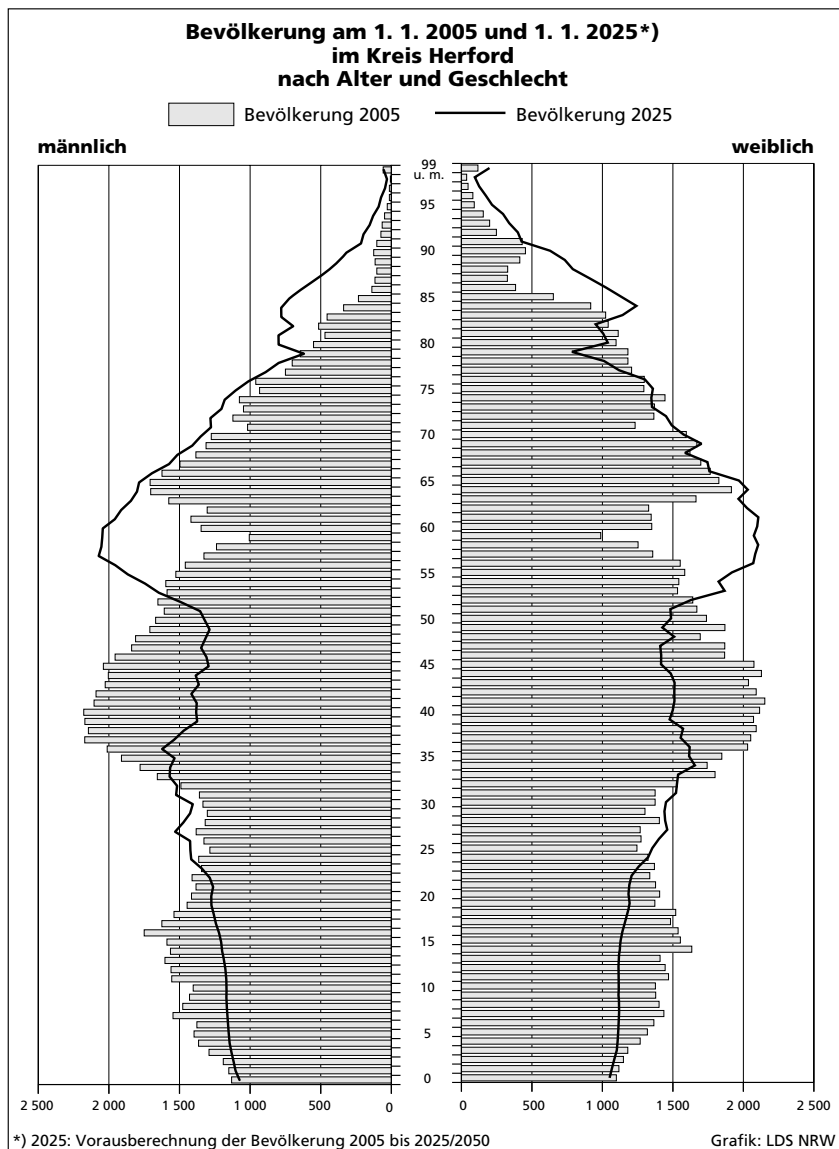 Bevölkerung am 1. 1. 2005 und 1. 1. 2025*)
im Kreis Herford
nach Alter und Geschlecht
Bevölkerung 2005
Bevölkerung 2025
männlich
weiblich
99
u. m.
95
90
85
80
75
70
65
60
55
50
45
40
35
30
25
20
15
10
5
0
2 500 2 000 1 500 1 000 500 0
0 500 1 000 1 500 2 000 2 500
*) 2025: Vorausberechnung der Bevölkerung 2005 bis 2025/2050
Grafik: LDS NRW